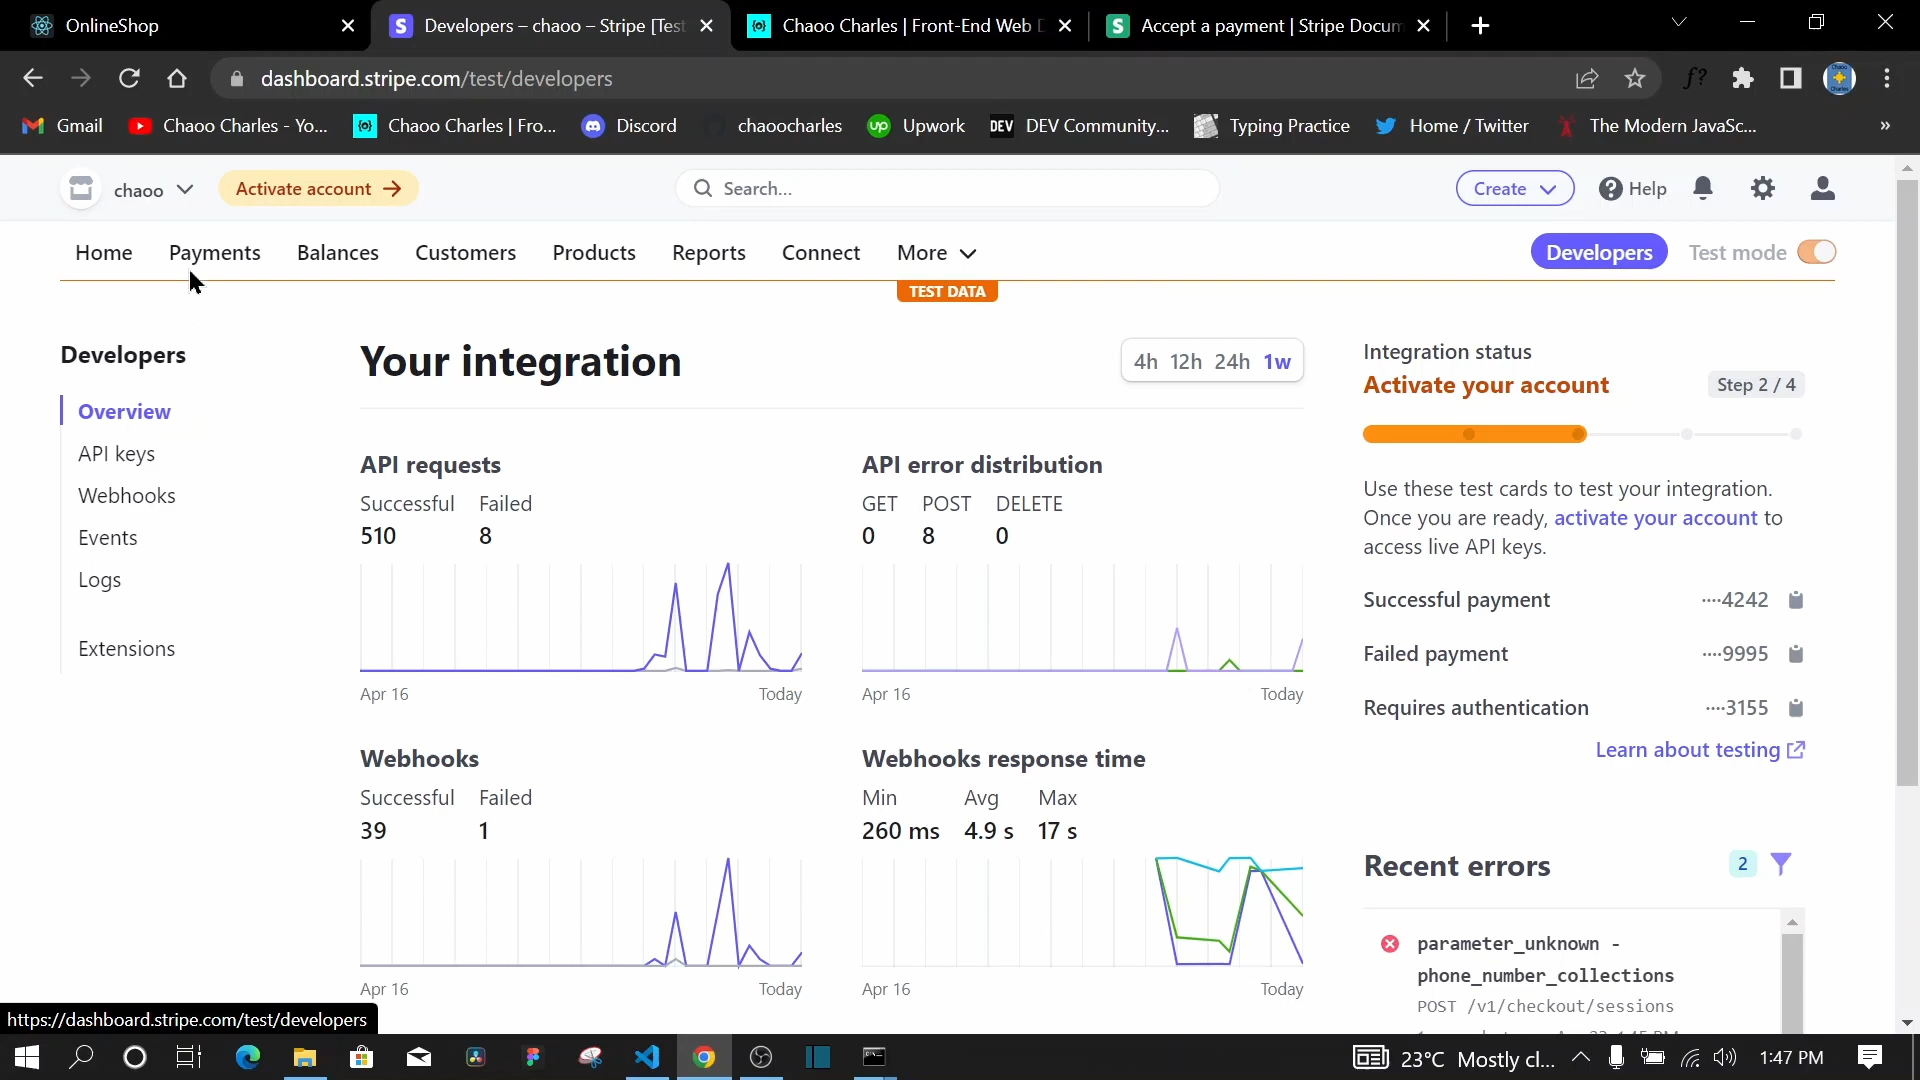 OnlineShop
Developers – chaoo – Stripe [Test
Chaoo Charles | Front-End Web D
Accept a payment | Stripe Docum
dashboard.stripe.com/test/developers
f?
Gmail
Chaoo Charles - Yo...
Chaoo Charles | Fro...
Discord
chaoocharles
up Upwork
DEV DEV Community...
Typing Practice
Home / Twitter
The Modern JavaSc...
»
chaoo
Activate account →
Search...
Create
Help
Home Payments Balances Customers Products Reports Connect More
Developers Test mode
TEST DATA
Developers
Overview
API keys
Webhooks
Events
Logs
Extensions
Your integration
4h 12h 24h 1w
API requests
Successful Failed
510 8
Apr 16 Today
API error distribution
GET POST DELETE
0 8 0
Apr 16 Today
Webhooks
Successful Failed
39 1
Apr 16 Today
Webhooks response time
Min Avg Max
260 ms 4.9 s 17 s
Apr 16 Today
Integration status
Activate your account Step 2 / 4
Use these test cards to test your integration.
Once you are ready, activate your account to
access live API keys.
Successful payment ····4242
Failed payment ····9995
Requires authentication ····3155
Learn about testing
Recent errors 2
parameter_unknown -
phone_number_collections
POST /v1/checkout/sessions
https://dashboard.stripe.com/test/developers
23°C Mostly cl...
1:47 PM